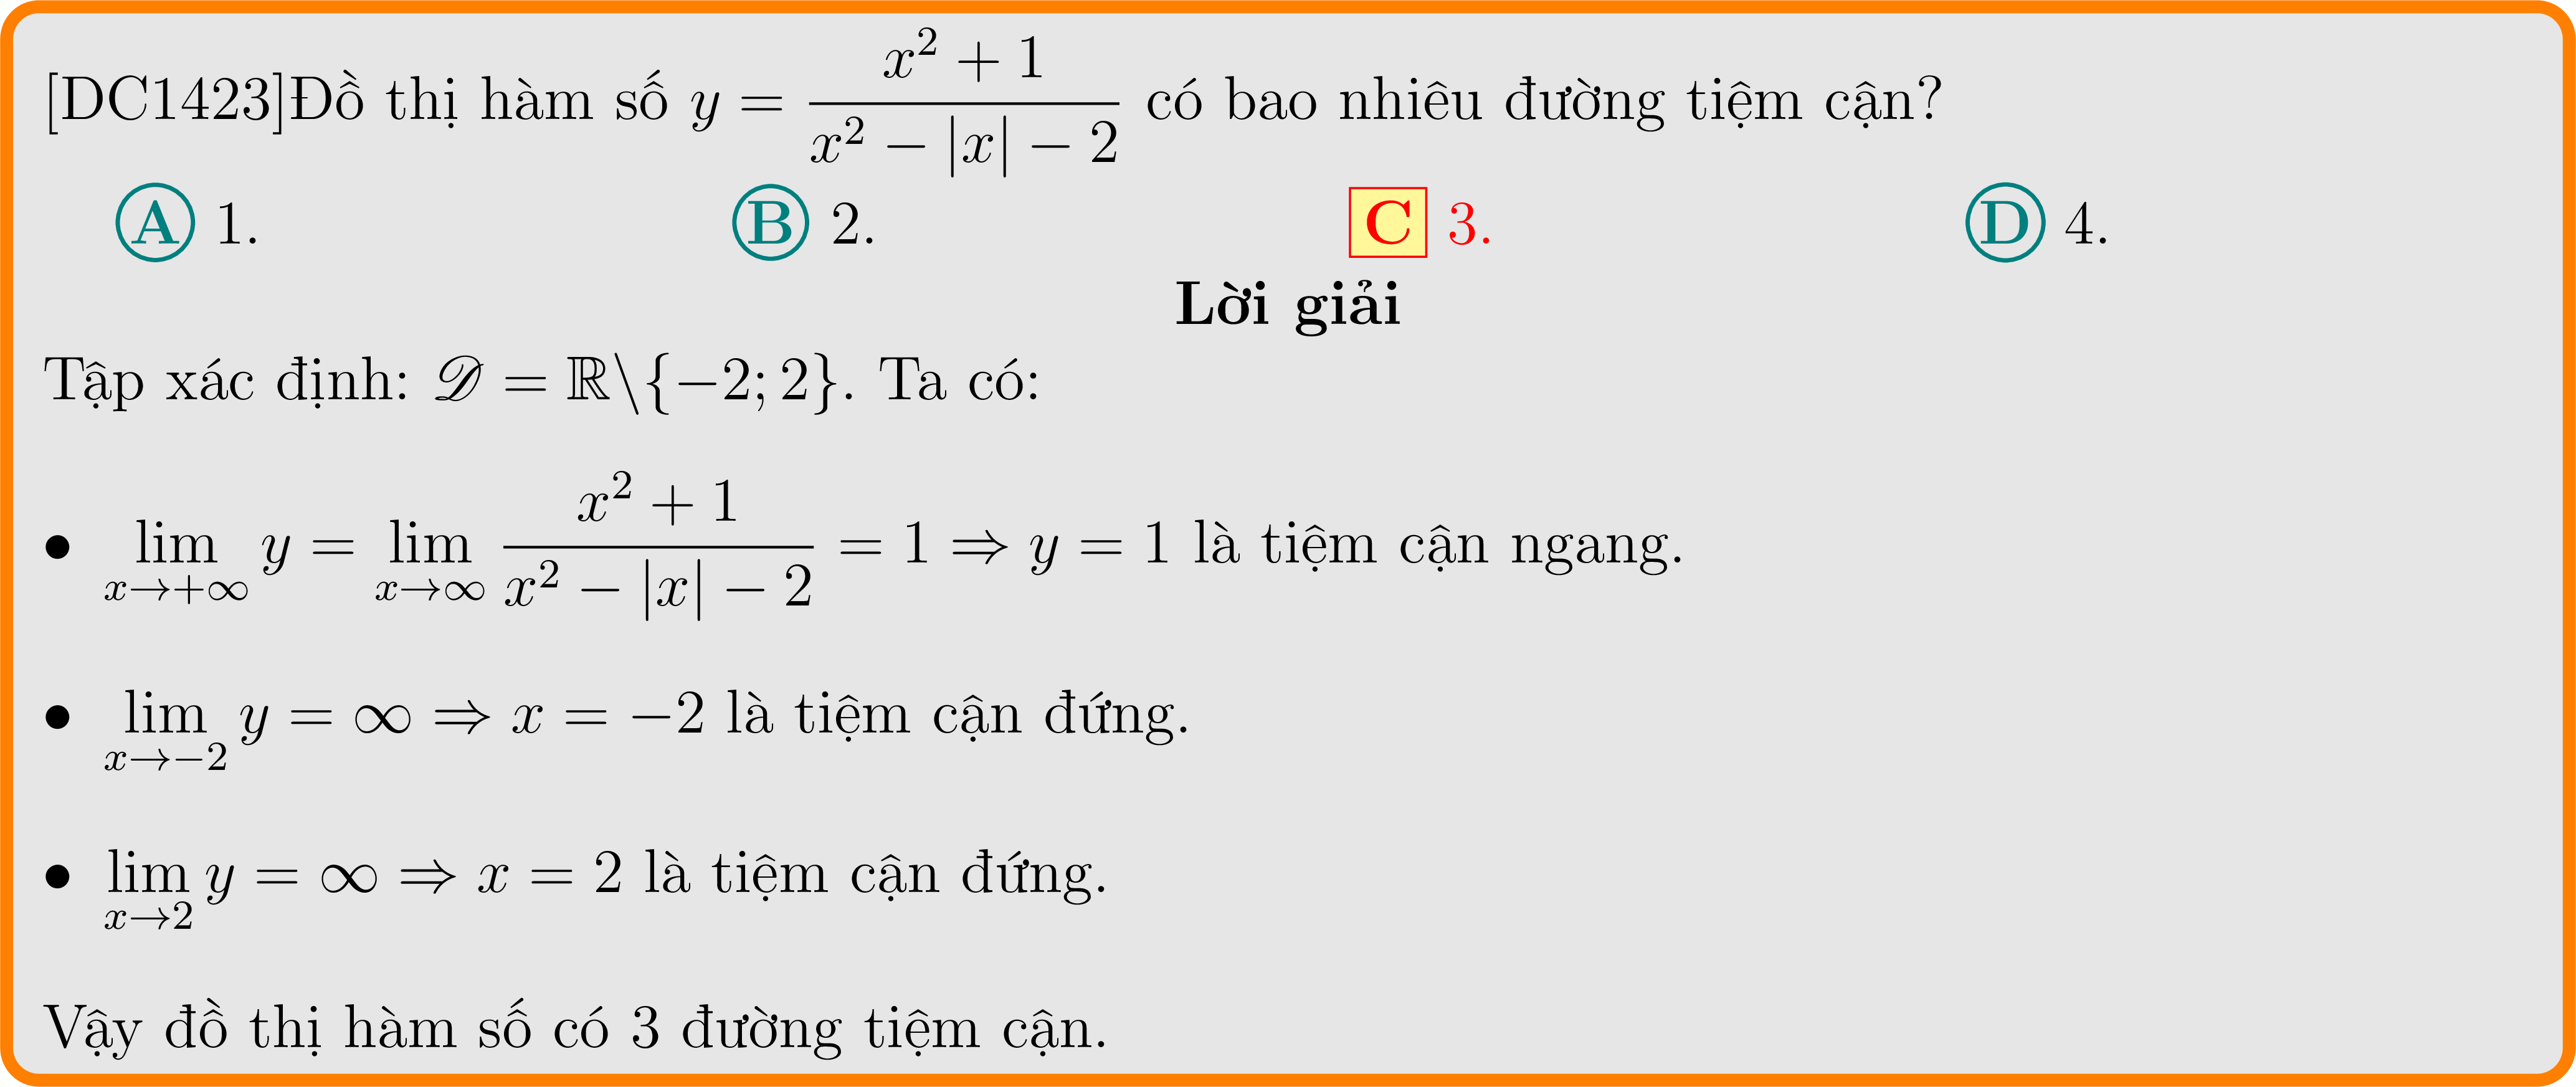 [DC1423]Đồ thị hàm số $y = \dfrac{x^2 + 1}{x^2 - |x| - 2}$ có bao nhiêu đường tiệm cận?
A 1. B 2. C 3. D 4.
Lời giải
Tập xác định: $\mathscr{D} = \mathbb{R} \backslash \{-2; 2\}$. Ta có:
• $\lim\limits_{x \to +\infty} y = \lim\limits_{x \to \infty} \dfrac{x^2 + 1}{x^2 - |x| - 2} = 1 \Rightarrow y = 1$ là tiệm cận ngang.
• $\lim\limits_{x \to -2} y = \infty \Rightarrow x = -2$ là tiệm cận đứng.
• $\lim\limits_{x \to 2} y = \infty \Rightarrow x = 2$ là tiệm cận đứng.
Vậy đồ thị hàm số có 3 đường tiệm cận.